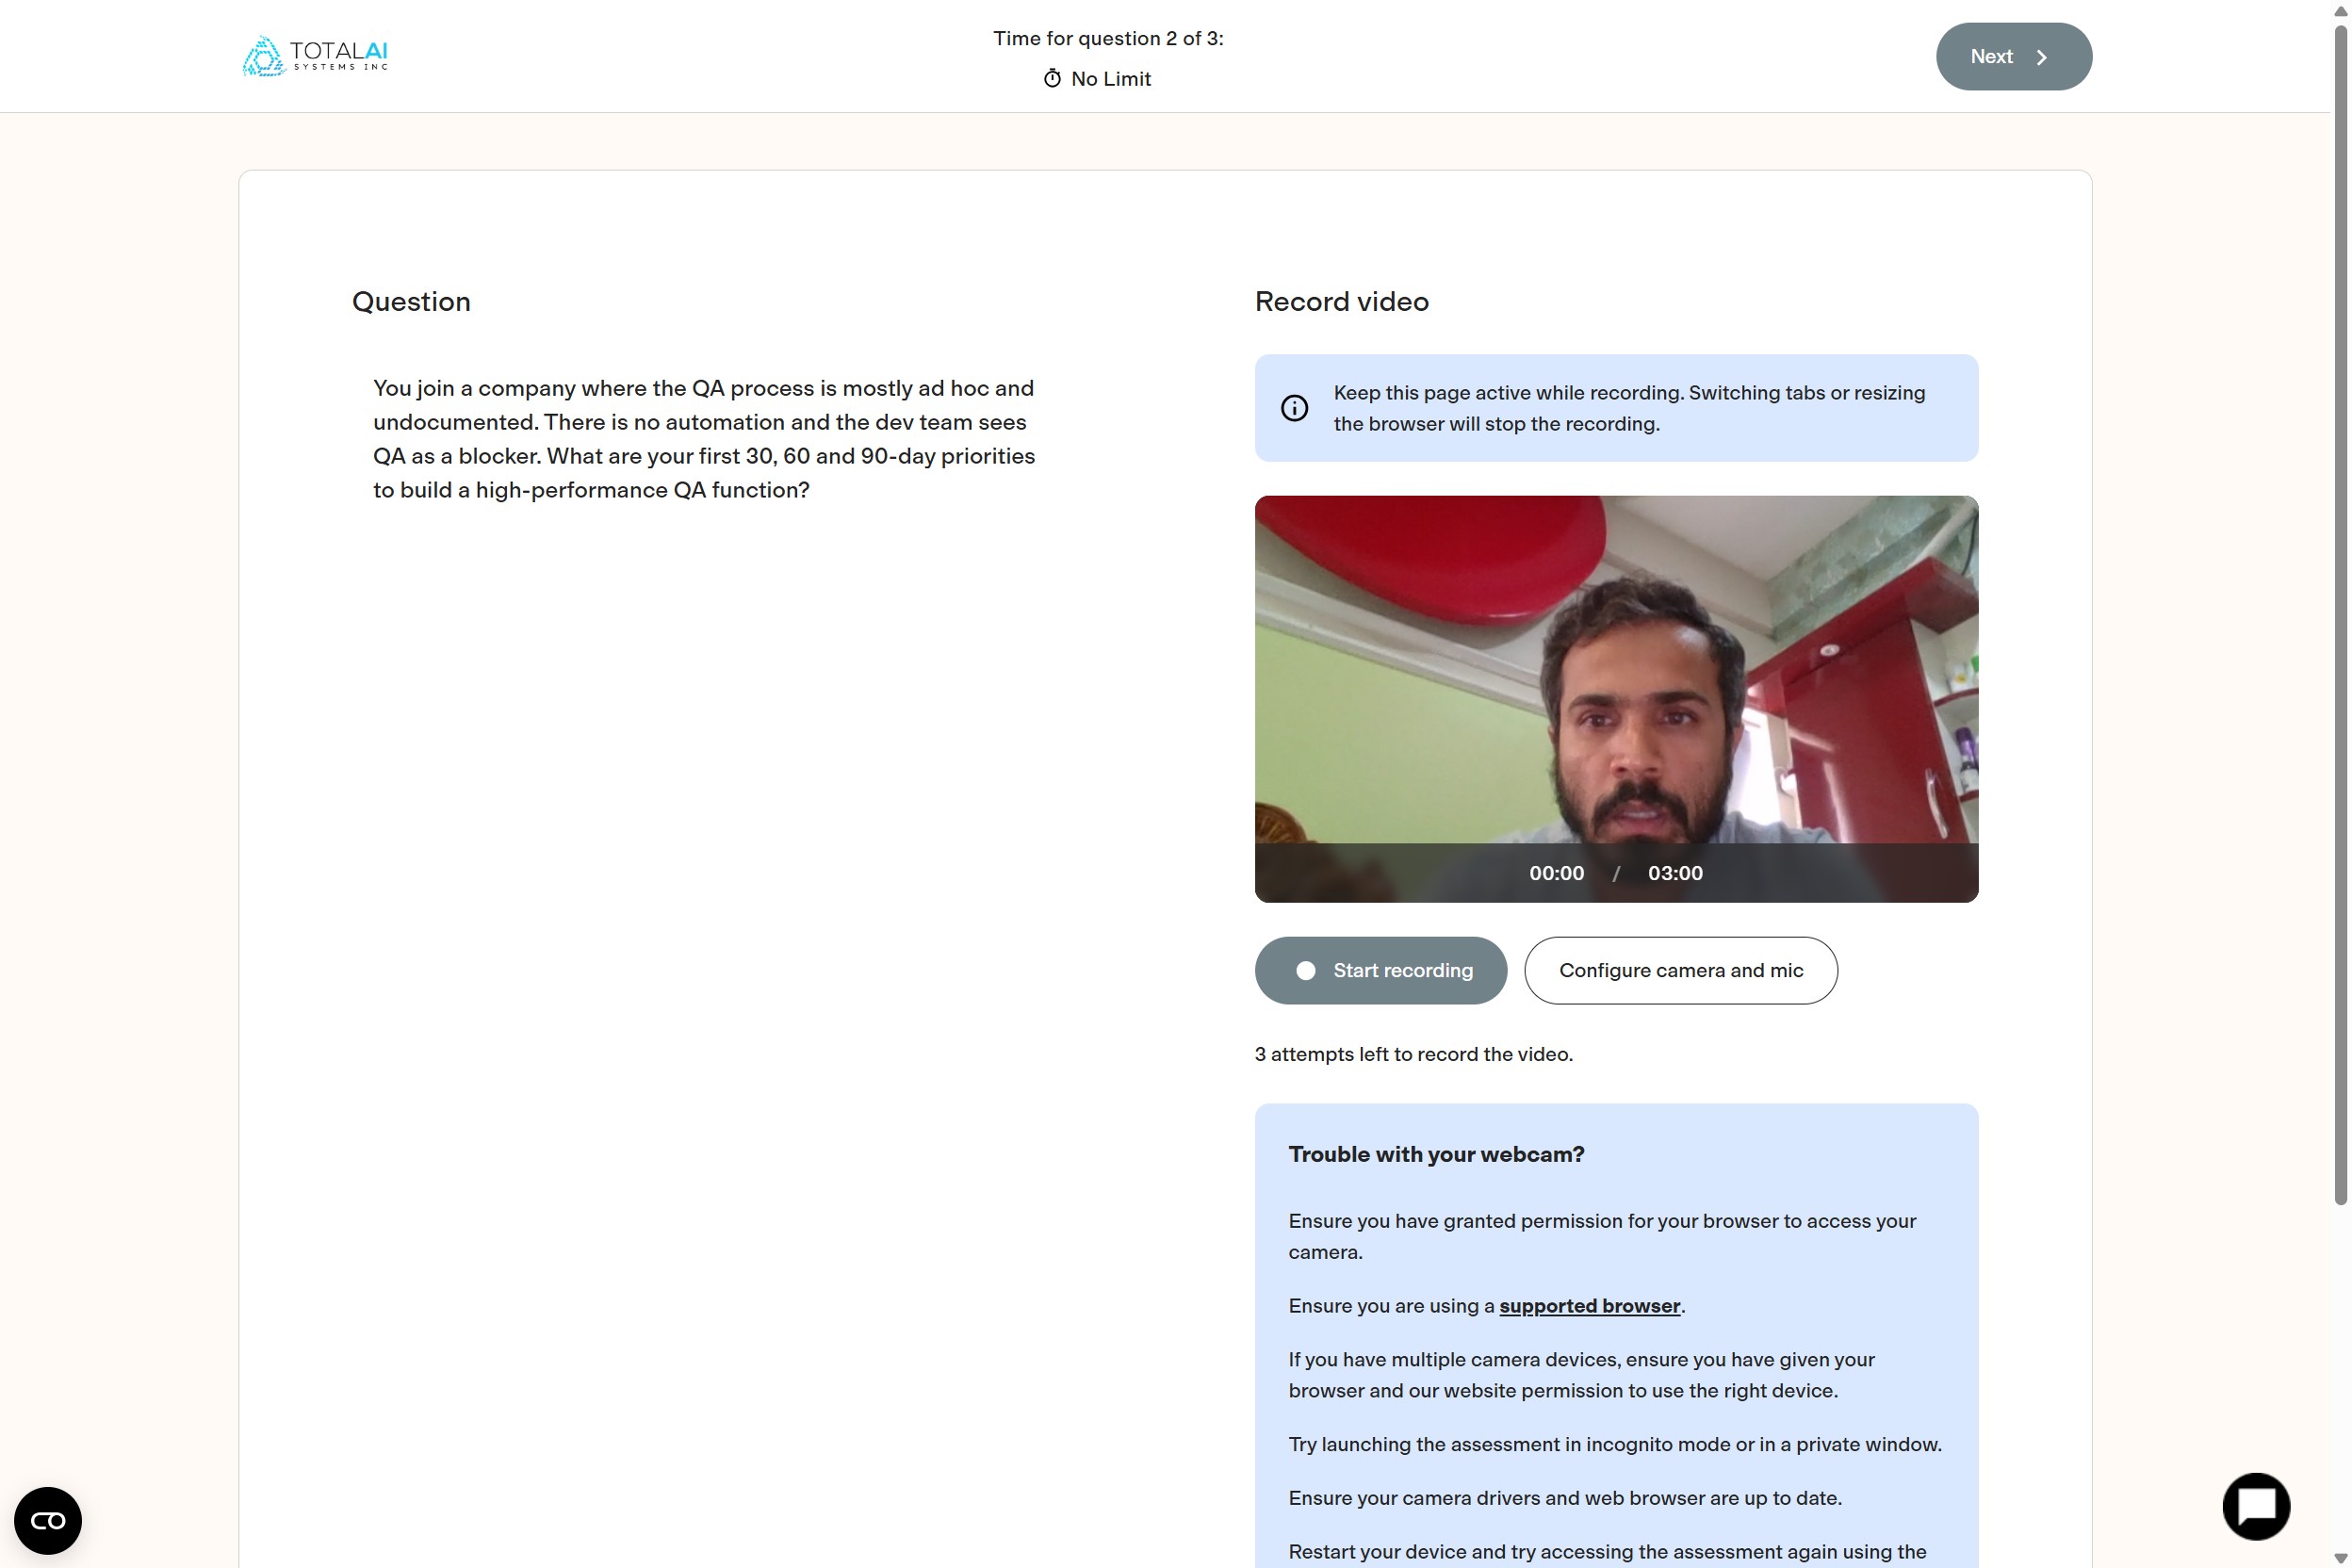 TOTALAI
SYSTEMS INC
Time for question 2 of 3:
No Limit
Next
Question
You join a company where the QA process is mostly ad hoc and
undocumented. There is no automation and the dev team sees
QA as a blocker. What are your first 30, 60 and 90-day priorities
to build a high-performance QA function?
Record video
Keep this page active while recording. Switching tabs or resizing
the browser will stop the recording.
00:00 / 03:00
Start recording
Configure camera and mic
3 attempts left to record the video.
Trouble with your webcam?
Ensure you have granted permission for your browser to access your
camera.
Ensure you are using a supported browser.
If you have multiple camera devices, ensure you have given your
browser and our website permission to use the right device.
Try launching the assessment in incognito mode or in a private window.
Ensure your camera drivers and web browser are up to date.
Restart your device and try accessing the assessment again using the